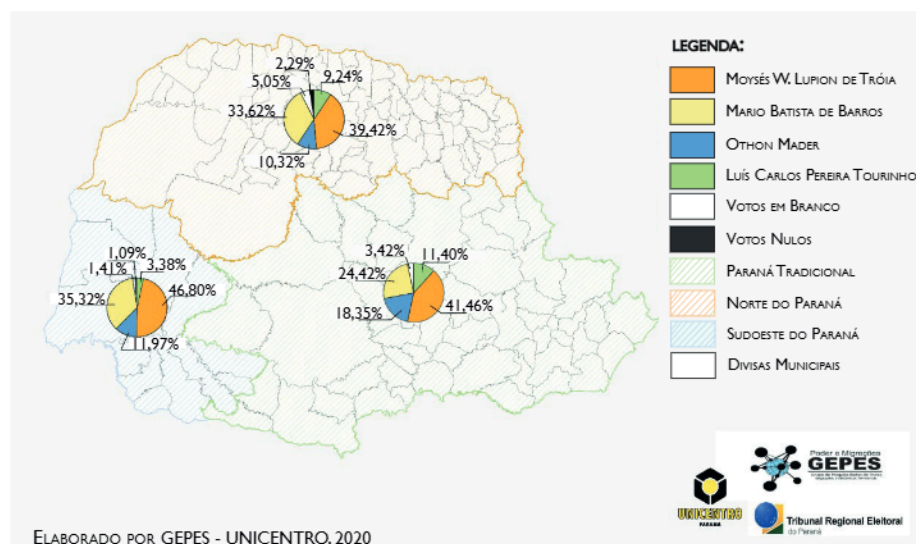 2,29%
5,05%
9,24%
33,62%
39,42%
10,32%
1,09%
3,38%
1,41%
46,80%
35,32%
11,97%
3,42%
11,40%
24,42%
18,35%
41,46%
LEGENDA:
MOYSÉS W. LUPION DE TRÓIA
MARIO BATISTA DE BARROS
OTHON MADER
LUÍS CARLOS PEREIRA TOURINHO
VOTOS EM BRANCO
VOTOS NULOS
PARANÁ TRADICIONAL
NORTE DO PARANÁ
SUDOESTE DO PARANÁ
DIVISAS MUNICIPAIS
Poder e Migrações
GEPES
UNICENTRO
PARANÁ
Tribunal Regional Eleitoral
do Paraná
ELABORADO POR GEPES - UNICENTRO, 2020